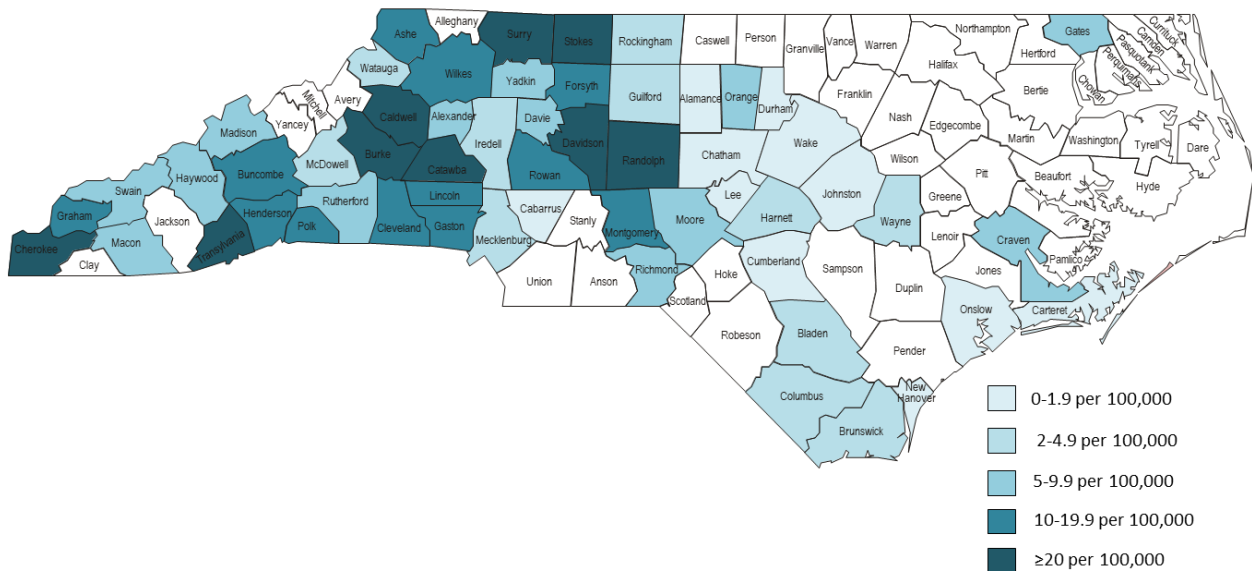 Alleghany
Northampton
Currituck
Camden
Pasquotank
Perquimans
Chowan
Ashe
Surry
Stokes
Rockingham
Caswell
Person
Granville
Vance
Warren
Hertford
Gates
Halifax
Watauga
Wilkes
Yadkin
Forsyth
Guilford
Alamance
Orange
Durham
Franklin
Bertie
Mitchell
Avery
Yancey
Caldwell
Alexander
Davie
Iredell
Nash
Edgecombe
Martin
Washington
Tyrrell
Dare
Madison
McDowell
Burke
Catawba
Davidson
Randolph
Chatham
Wake
Wilson
Buncombe
Haywood
Swain
Rowan
Lincoln
Johnston
Pitt
Beaufort
Hyde
Greene
Graham
Jackson
Henderson
Rutherford
Polk
Cleveland
Gaston
Cabarrus
Stanly
Lee
Harnett
Wayne
Montgomery
Moore
Lenoir
Craven
Pamlico
Cherokee
Macon
Clay
Transylvania
Mecklenburg
Union
Anson
Richmond
Hoke
Scotland
Cumberland
Sampson
Duplin
Jones
Onslow
Carteret
Robeson
Bladen
Pender
Columbus
Brunswick
New
Hanover
0-1.9 per 100,000
2-4.9 per 100,000
5-9.9 per 100,000
10-19.9 per 100,000
≥20 per 100,000